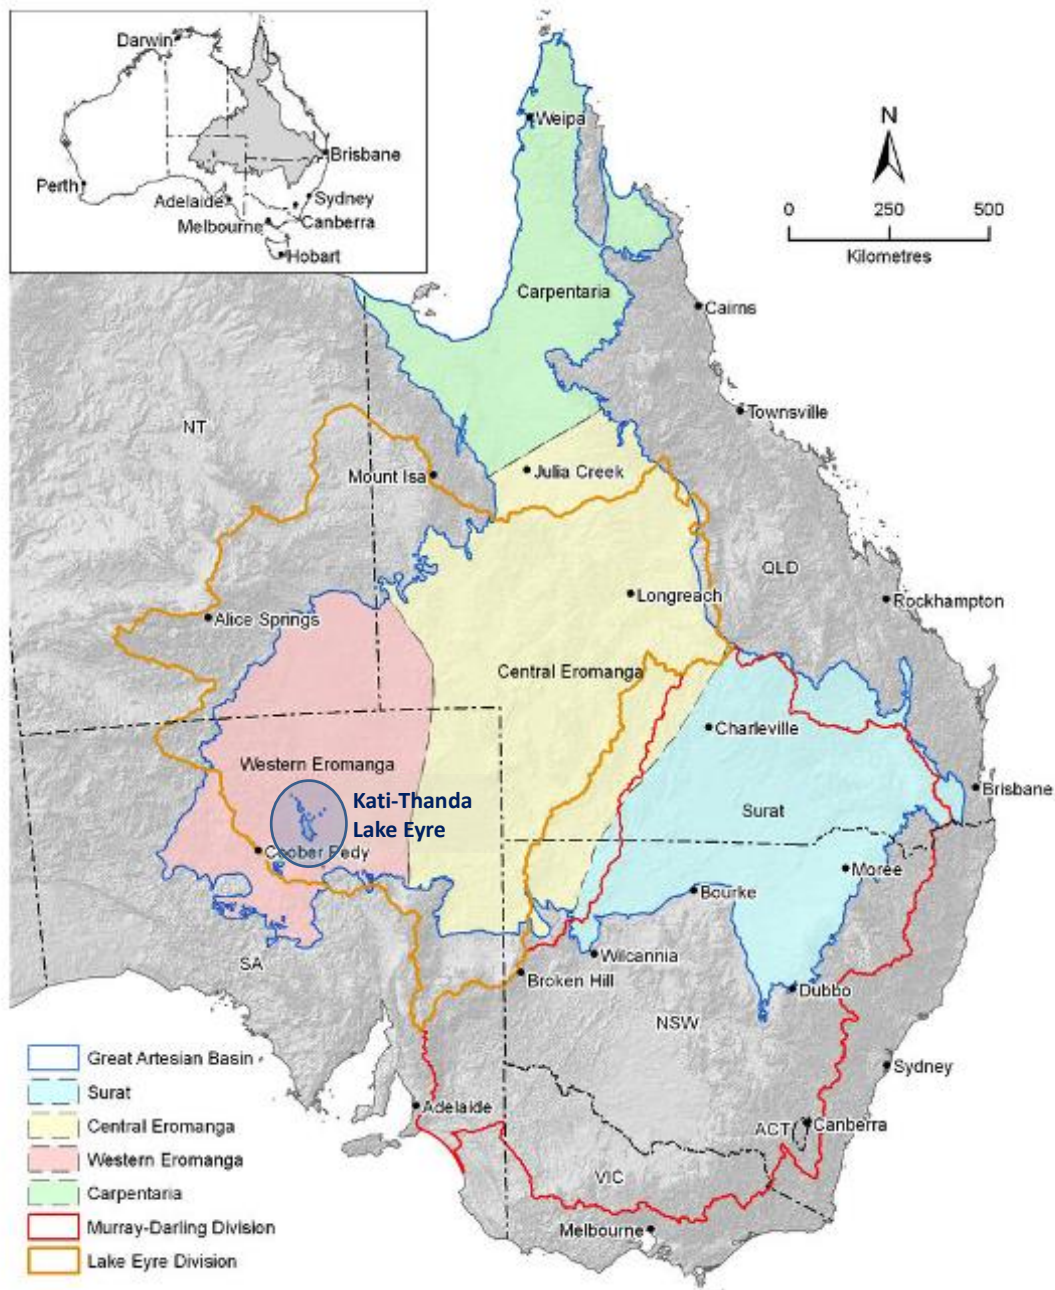 Darwin
Perth
Adelaide
Melbourne
Brisbane
Sydney
Canberra
Hobart
N
0 250 500
Kilometres
Weipa
Carpentaria
Cairns
Townsville
NT
Mount Isa
Julia Creek
QLD
Longreach
Rockhampton
Alice Springs
Central Eromanga
Charleville
Western Eromanga
Kati-Thanda
Lake Eyre
Brisbane
Surat
Coober Pedy
Moree
Bourke
SA
Wilcannia
Broken Hill
Dubbo
NSW
Sydney
Adelaide
ACT
Canberra
VIC
Melbourne
Great Artesian Basin
Surat
Central Eromanga
Western Eromanga
Carpentaria
Murray-Darling Division
Lake Eyre Division